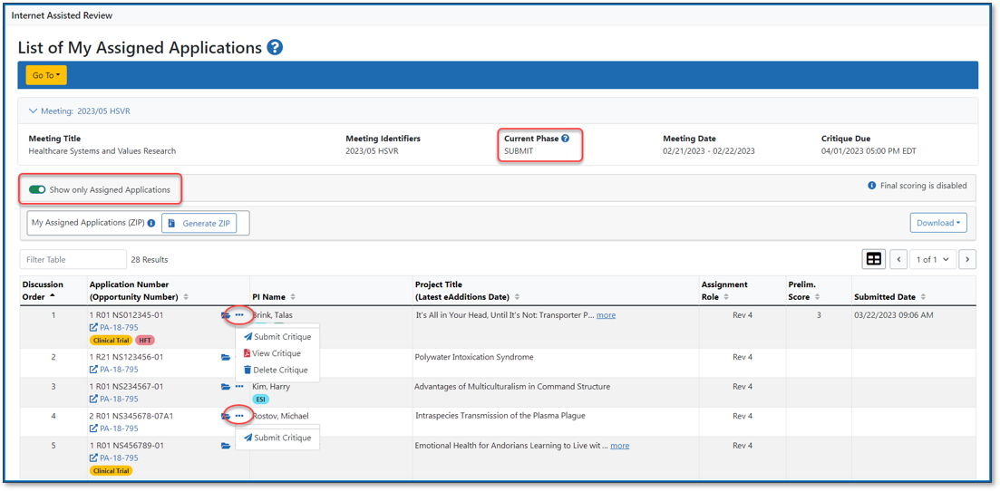 Internet Assisted Review
List of My Assigned Applications ?
Go To
Meeting: 2023/05 HSVR
Meeting Title Meeting Identifiers Current Phase ? Meeting Date Critique Due
Healthcare Systems and Values Research 2023/05 HSVR SUBMIT 02/21/2023 - 02/22/2023 04/01/2023 05:00 PM EDT
Show only Assigned Applications Final scoring is disabled
My Assigned Applications (ZIP) Generate ZIP Download
Filter Table 28 Results 1 of 1
Discussion Application Number Project Title Assignment Prelim.
Order (Opportunity Number) PI Name (Latest eAdditions Date) Role Score Submitted Date
1 1 R01 NS012345-01 Brink, Talas It's All in Your Head, Until It's Not: Transporter P... more Rev 4 3 03/22/2023 09:06 AM
PA-18-795
Clinical Trial HFT
Submit Critique
View Critique
Delete Critique
2 1 R21 NS123456-01 Polywater Intoxication Syndrome Rev 4
PA-18-795
3 1 R01 NS234567-01 Kim, Harry Advantages of Multiculturalism in Command Structure Rev 4
PA-18-795 ESI
4 2 R01 NS345678-07A1 Rostov, Michael Intraspecies Transmission of the Plasma Plague Rev 4
PA-18-795
Submit Critique
5 1 R01 NS456789-01 Emotional Health for Andorians Learning to Live wit ... more Rev 4
PA-18-795
Clinical Trial